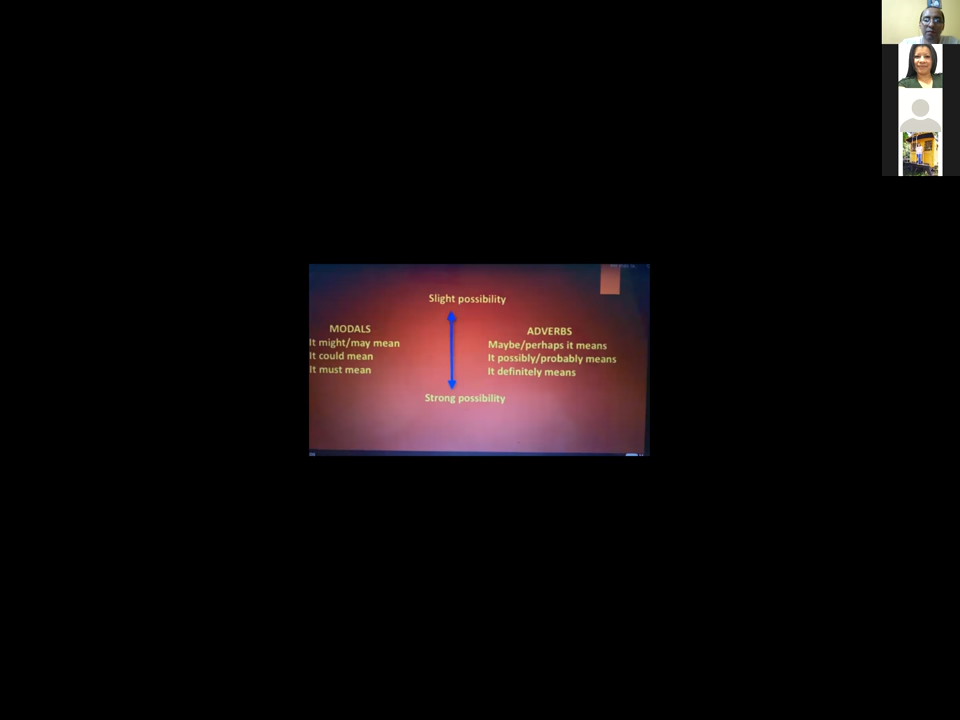 Slight possibility
MODALS
It might/may mean
It could mean
It must mean
ADVERBS
Maybe/perhaps it means
It possibly/probably means
It definitely means
Strong possibility